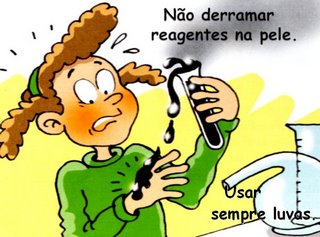 Não derramar
reagentes na pele.
Usar
sempre luvas.